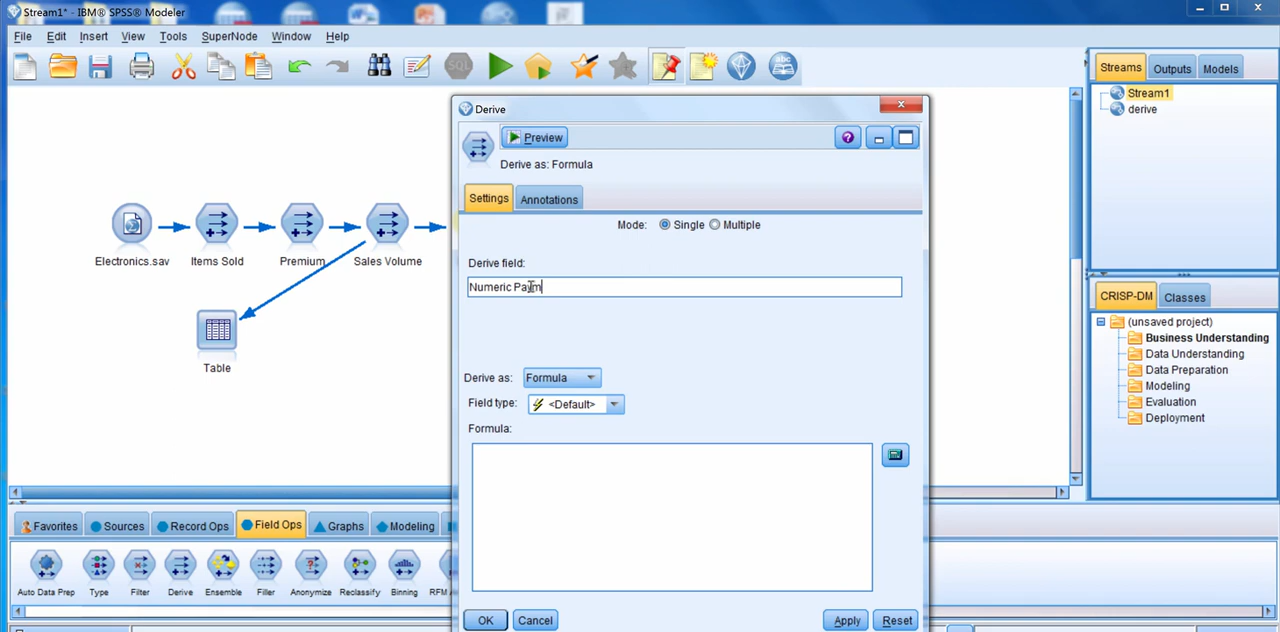 Stream1* - IBM® SPSS® Modeler
File Edit Insert View Tools SuperNode Window Help
SQL
abc
Streams Outputs Models
Stream1
derive
Derive
Preview
?
Derive as: Formula
Settings Annotations
Mode: Single Multiple
Derive field:
Numeric Paym
Derive as: Formula
Field type: <Default>
Formula:
OK Cancel Apply Reset
Electronics.sav Items Sold Premium Sales Volume
Table
CRISP-DM Classes
(unsaved project)
Business Understanding
Data Understanding
Data Preparation
Modeling
Evaluation
Deployment
Favorites Sources Record Ops Field Ops Graphs Modeling
Auto Data Prep Type Filter Derive Ensemble Filler Anonymize Reclassify Binning RFM